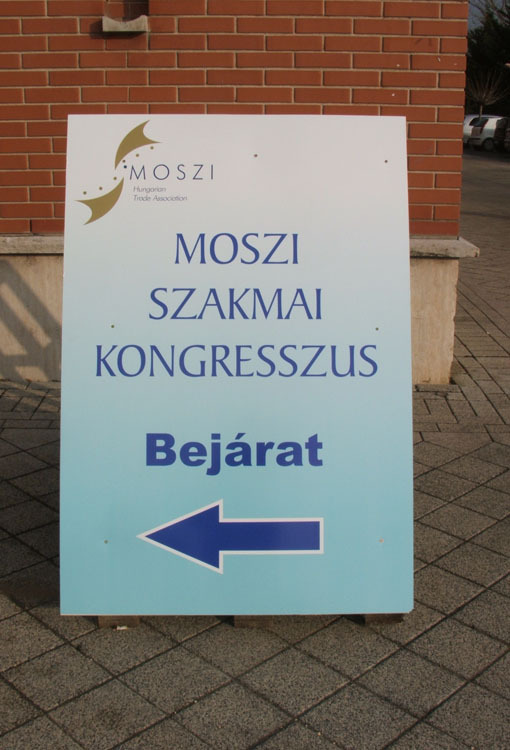 MOSZI
Hungarian
Trade Association
MOSZI
SZAKMAI
KONGRESSZUS
Bejárat